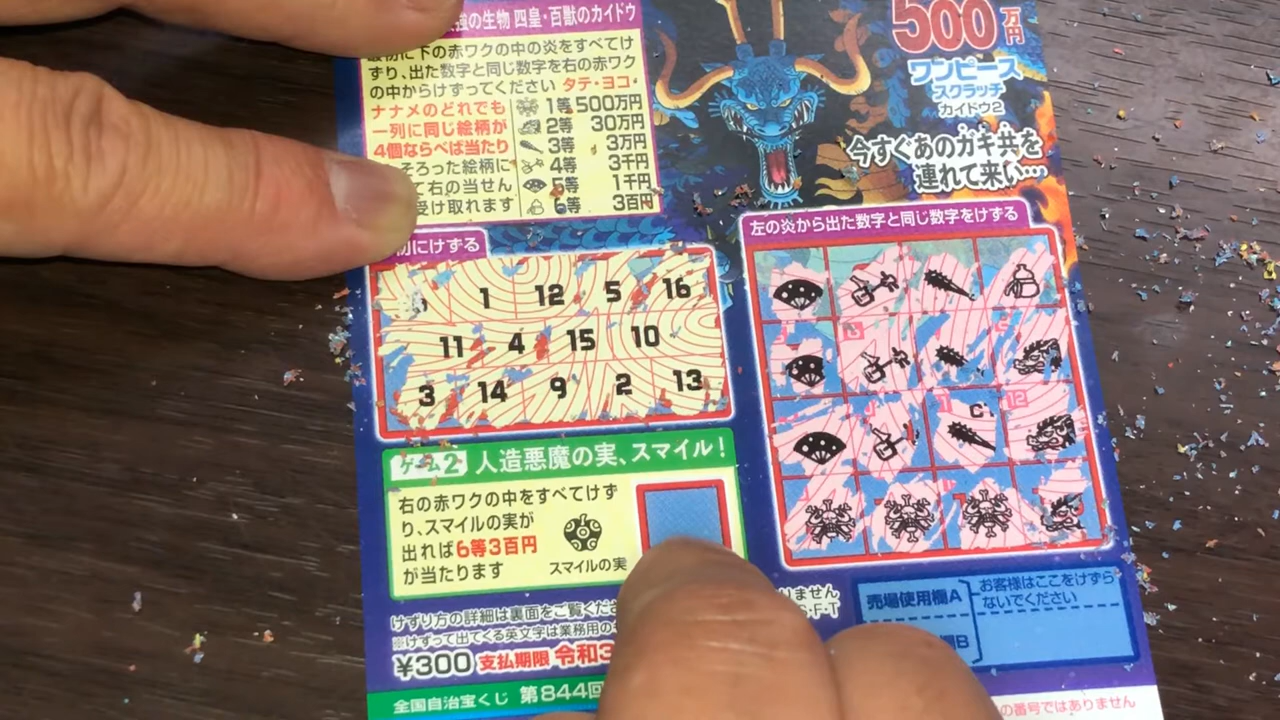 強の生物 四皇・百獣のカイドウ
最初に下の赤ワクの中の炎をすべてけ
ずり、出た数字と同じ数字を右の赤ワク
の中からけずってください タテ・ヨコ
ナナメのどれでも
一列に同じ絵柄が
4個ならべば当たり
そろった絵柄に
て右の当せん
受け取れます
1等 500万円
2等 30万円
3等 3万円
4等 3千円
5等 1千円
6等 3百円
500万円
ワンピース
スクラッチ
カイドウ2
今すぐあのガキ共を
連れて来い…
初にけずる
1 12 5 16
11 4 15 10
3 14 9 2 13
左の炎から出た数字と同じ数字をけずる
12
ゲーム2 人造悪魔の実、スマイル!
右の赤ワクの中をすべてけず
り、スマイルの実が
出れば6等3百円
が当たります
スマイルの実
けずり方の詳細は裏面をご覧くださ
※けずって出てくる英文字は業務用の
¥300 支払期限 令和3
全国自治宝くじ 第844回
りません
S・F・T
売場使用欄A
欄B
お客様はここをけずら
ないでください
の番号ではありません